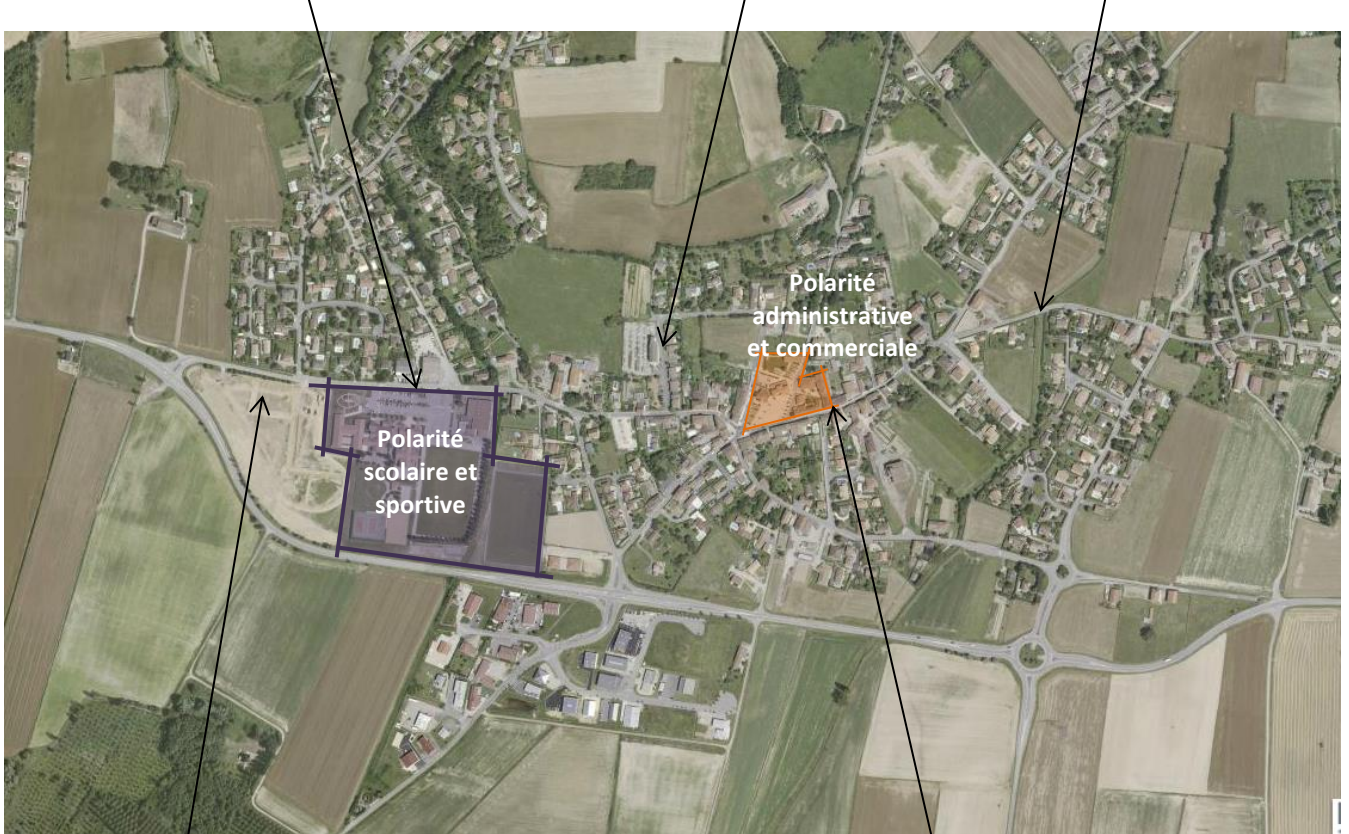 Polarité
administrative
et commerciale
Polarité
scolaire et
sportive